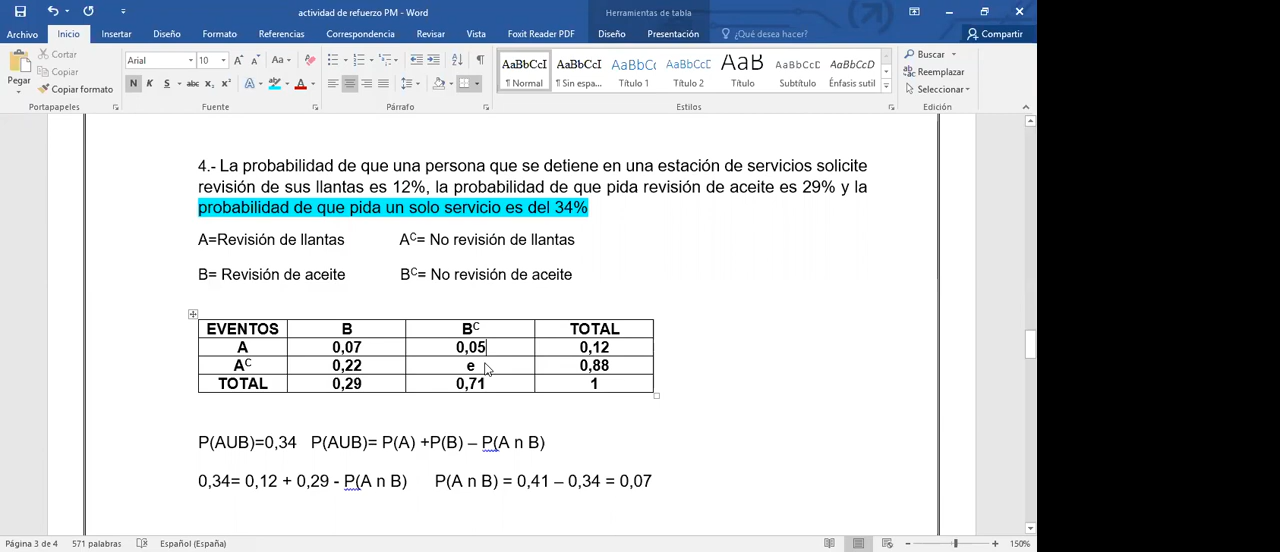 actividad de refuerzo PM - Word
Herramientas de tabla
Archivo Inicio Insertar Diseño Formato Referencias Correspondencia Revisar Vista Foxit Reader PDF Diseño Presentación ¿Qué desea hacer? Compartir
Pegar
Cortar
Copiar
Copiar formato
Arial 10
Aa
N K S abc x₂ x²
AaBbCcI AaBbCcI AaBbCcI AaBbCcD AaB AaBbCcD AaBbCcD
¶ Normal ¶ Sin espa... Título 1 Título 2 Título Subtítulo Énfasis sutil
Buscar
Reemplazar
Seleccionar
Portapapeles Fuente Párrafo Estilos Edición
4.- La probabilidad de que una persona que se detiene en una estación de servicios solicite
revisión de sus llantas es 12%, la probabilidad de que pida revisión de aceite es 29% y la
probabilidad de que pida un solo servicio es del 34%
A=Revisión de llantas Aᶜ= No revisión de llantas
B= Revisión de aceite Bᶜ= No revisión de aceite
EVENTOS B Bᶜ TOTAL
A 0,07 0,05 0,12
Aᶜ 0,22 e 0,88
TOTAL 0,29 0,71 1
P(AUB)=0,34 P(AUB)= P(A) +P(B) – P(A n B)
0,34= 0,12 + 0,29 - P(A n B) P(A n B) = 0,41 – 0,34 = 0,07
Página 3 de 4 571 palabras Español (España) 150%